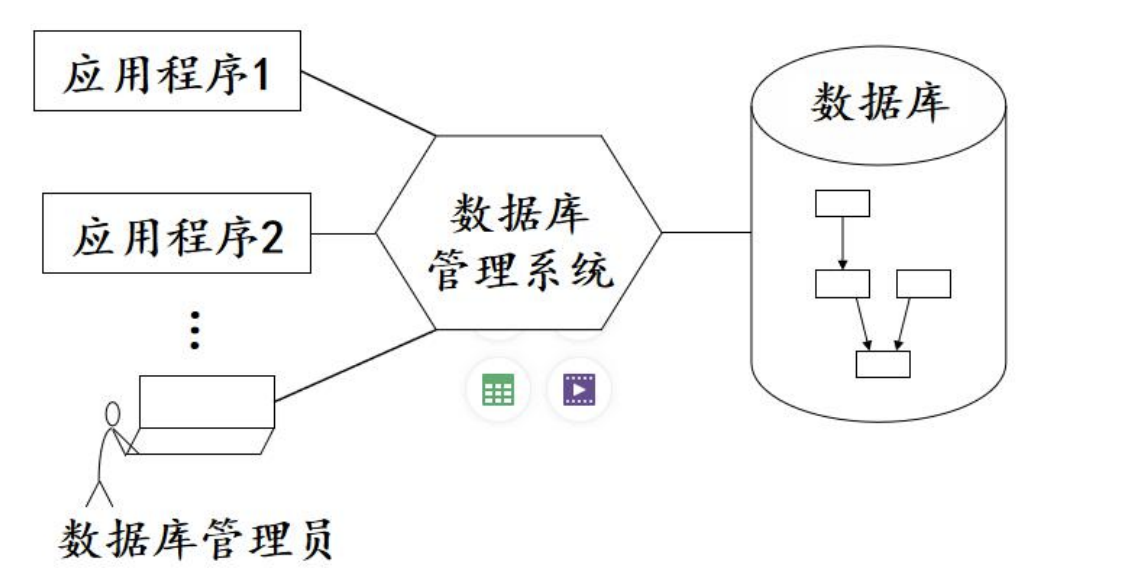 应用程序1
数据库
应用程序2
数据库
管理系统
⋮
数据库管理员